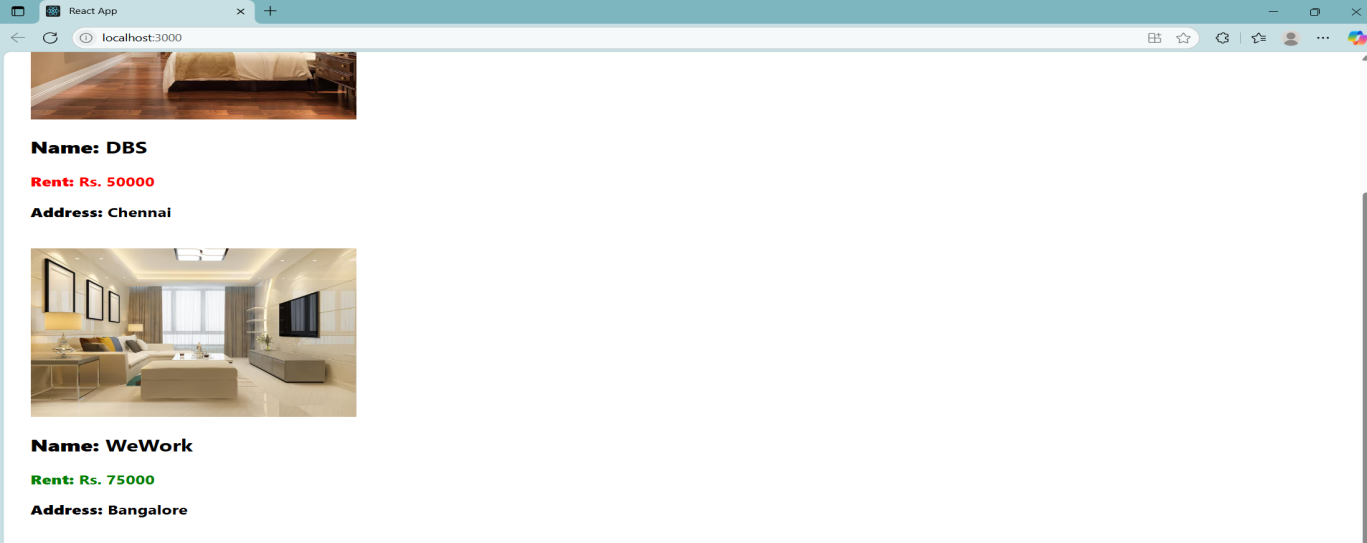 React App
localhost:3000
Name: DBS
Rent: Rs. 50000
Address: Chennai
Name: WeWork
Rent: Rs. 75000
Address: Bangalore